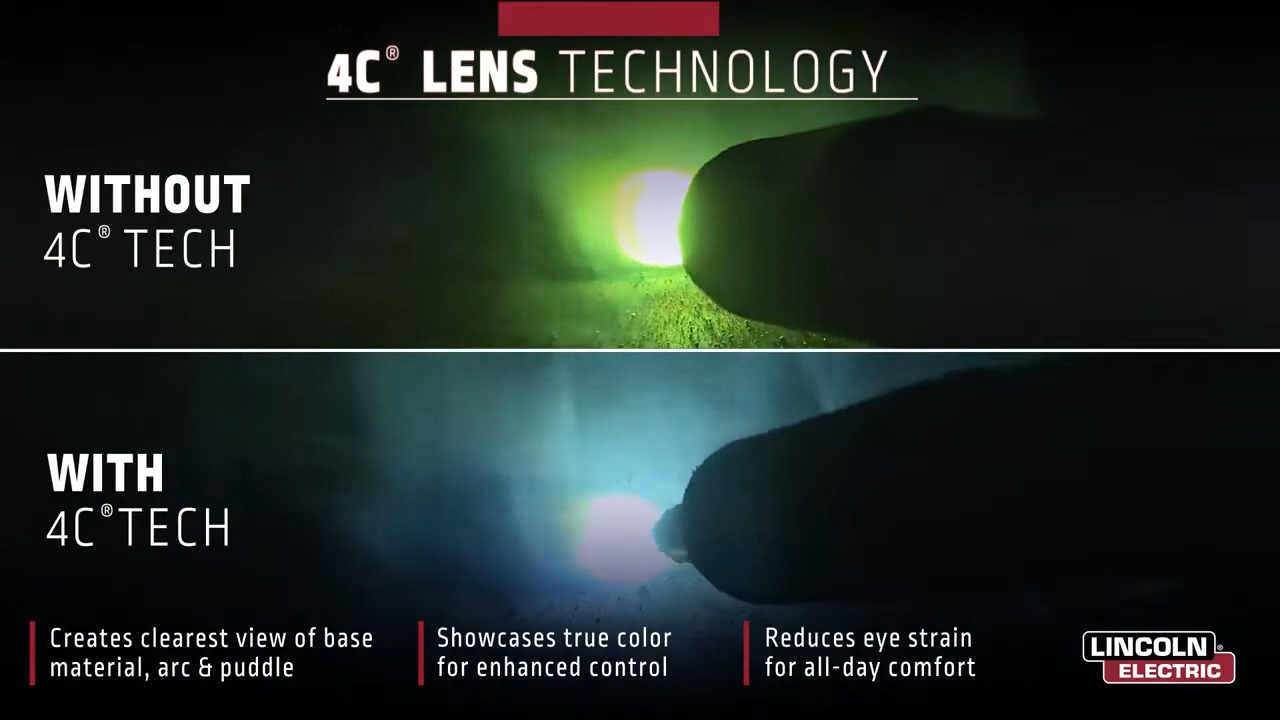 4C® LENS TECHNOLOGY
WITHOUT
4C® TECH
WITH
4C® TECH
Creates clearest view of base
material, arc & puddle
Showcases true color
for enhanced control
Reduces eye strain
for all-day comfort
LINCOLN®
ELECTRIC